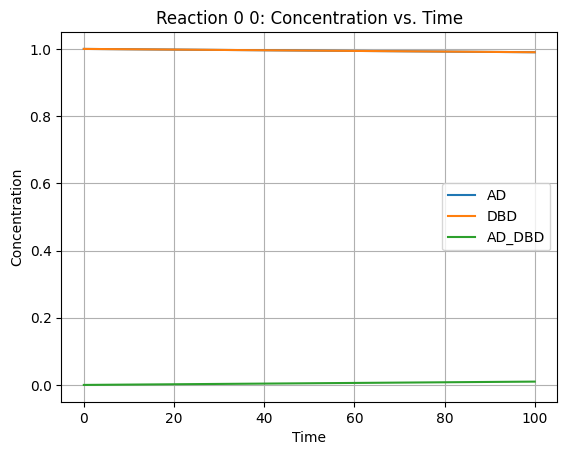 Reaction 0 0: Concentration vs. Time
Concentration
1.0
0.8
0.6
0.4
0.2
0.0
AD
DBD
AD_DBD
0 20 40 60 80 100
Time